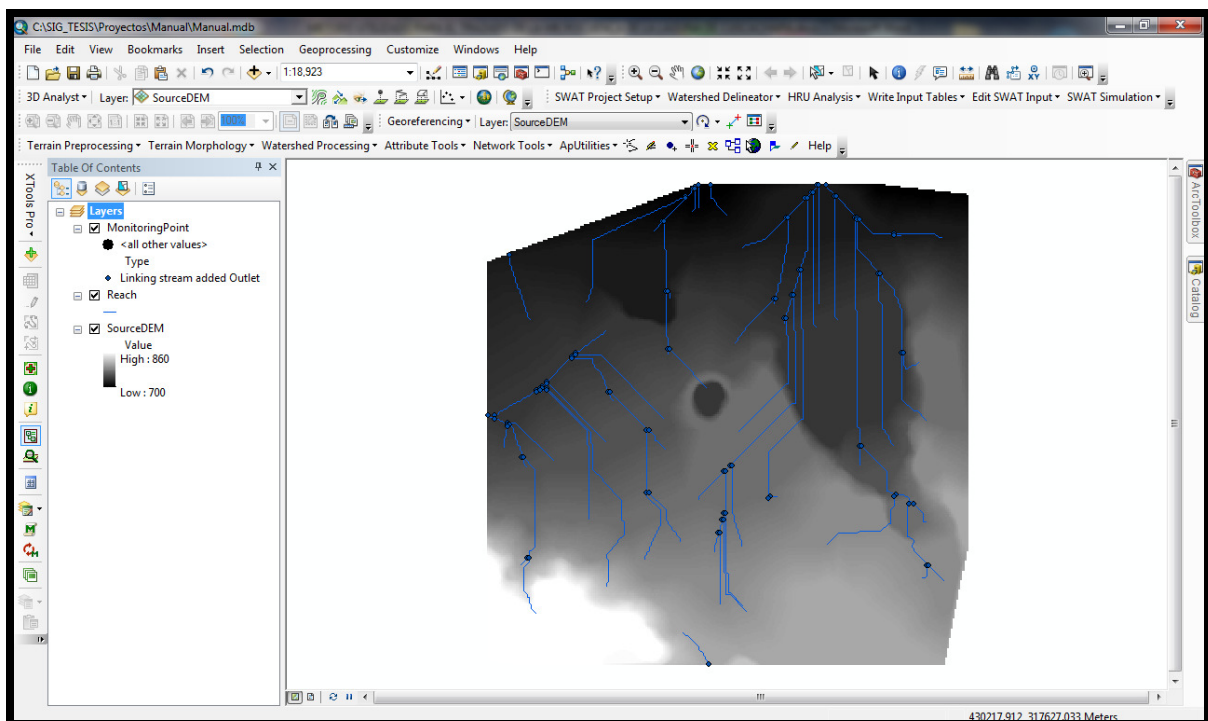 C:\SIG_TESIS\Proyectos\Manual\Manual.mdb
File Edit View Bookmarks Insert Selection Geoprocessing Customize Windows Help
1:18,923
3D Analyst Layer: SourceDEM SWAT Project Setup Watershed Delineator HRU Analysis Write Input Tables Edit SWAT Input SWAT Simulation
100% Georeferencing Layer: SourceDEM
Terrain Preprocessing Terrain Morphology Watershed Processing Attribute Tools Network Tools ApUtilities Help
Table Of Contents
XTools Pro
Layers
MonitoringPoint
<all other values>
Type
Linking stream added Outlet
Reach
SourceDEM
Value
High : 860
Low : 700
ArcToolbox
Catalog
430217.912 317627.033 Meters